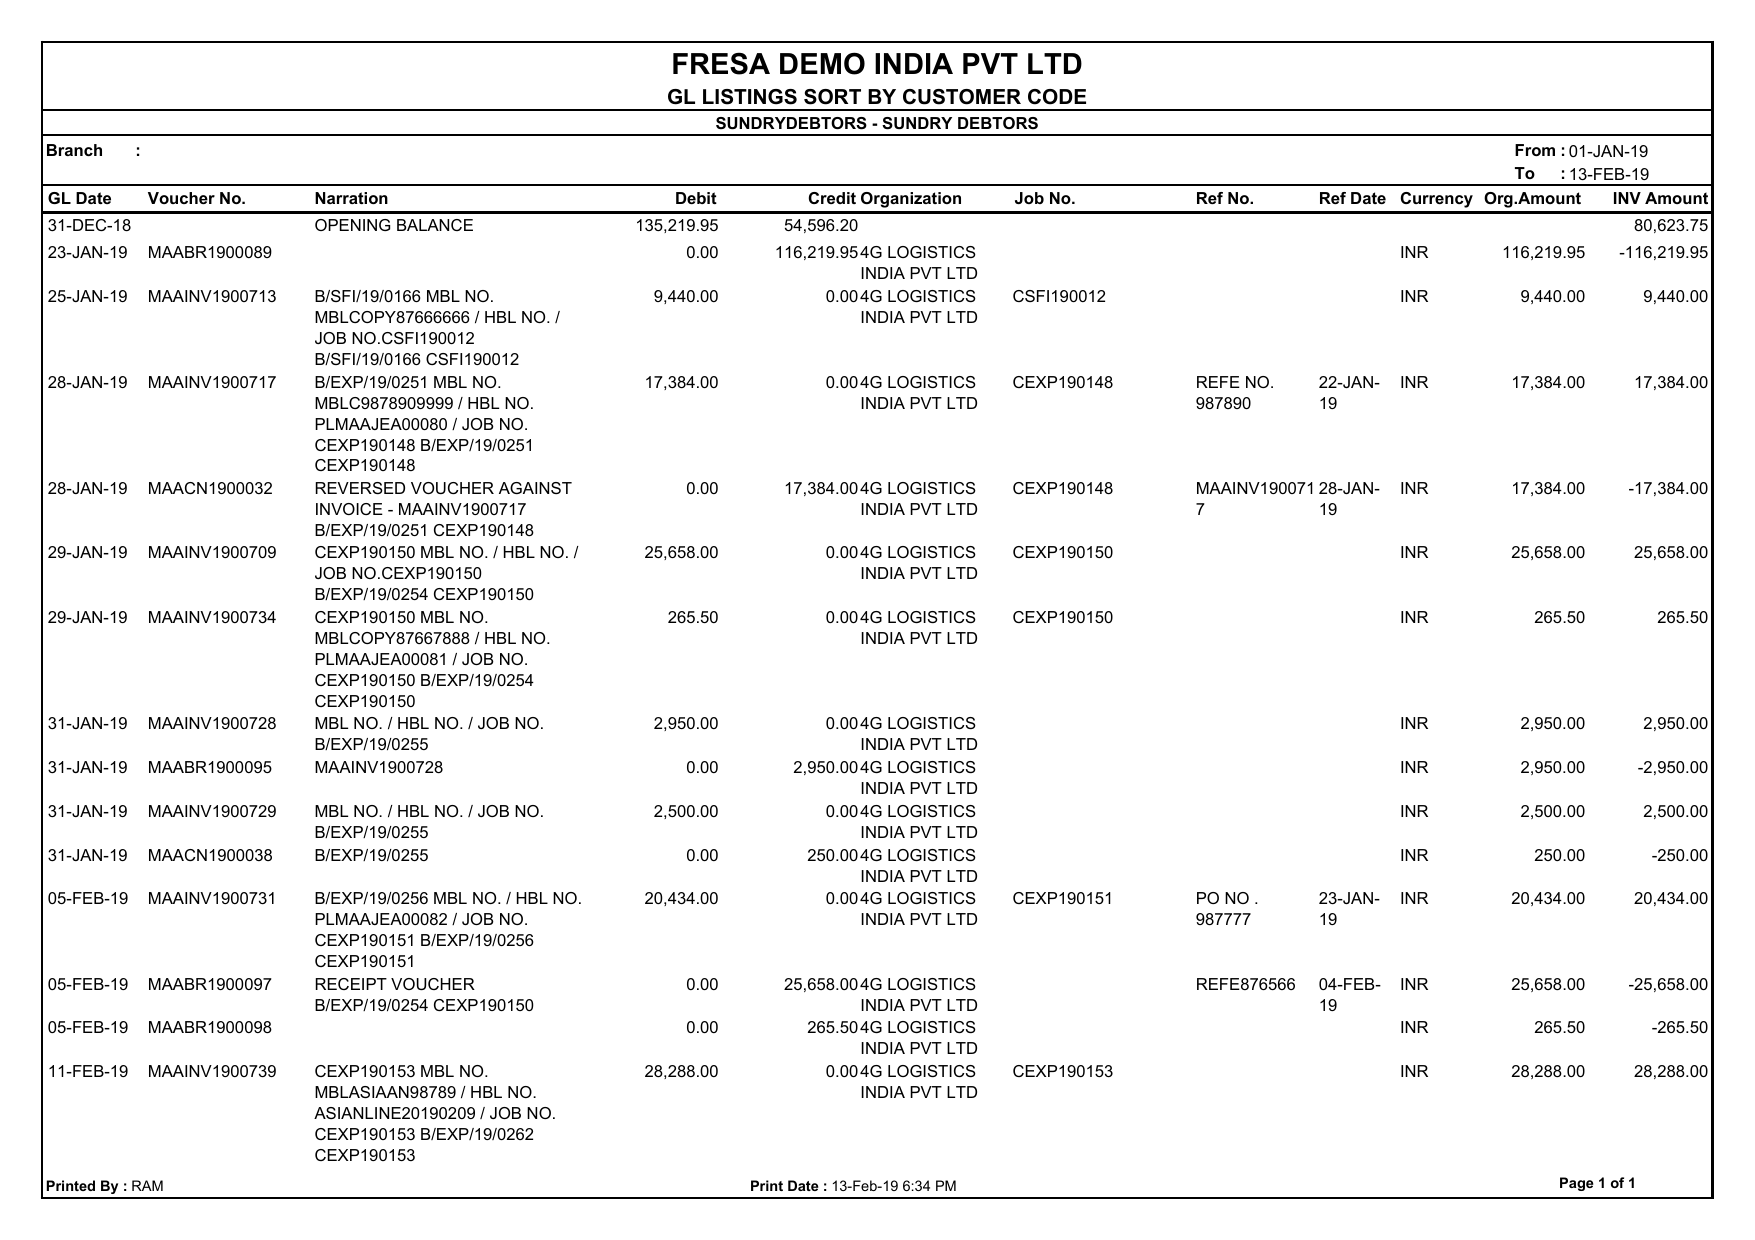 FRESA DEMO INDIA PVT LTD
GL LISTINGS SORT BY CUSTOMER CODE
SUNDRYDEBTORS - SUNDRY DEBTORS
Branch : From : 01-JAN-19
To : 13-FEB-19
GL Date Voucher No. Narration Debit Credit Organization Job No. Ref No. Ref Date Currency Org.Amount INV Amount
31-DEC-18 OPENING BALANCE 135,219.95 54,596.20 80,623.75
23-JAN-19 MAABR1900089 0.00 116,219.95 4G LOGISTICS INR 116,219.95 -116,219.95
INDIA PVT LTD
25-JAN-19 MAAINV1900713 B/SFI/19/0166 MBL NO. 9,440.00 0.00 4G LOGISTICS CSFI190012 INR 9,440.00 9,440.00
MBLCOPY87666666 / HBL NO. / INDIA PVT LTD
JOB NO.CSFI190012
B/SFI/19/0166 CSFI190012
28-JAN-19 MAAINV1900717 B/EXP/19/0251 MBL NO. 17,384.00 0.00 4G LOGISTICS CEXP190148 REFE NO. 22-JAN- INR 17,384.00 17,384.00
MBLC9878909999 / HBL NO. INDIA PVT LTD 987890 19
PLMAAJEA00080 / JOB NO.
CEXP190148 B/EXP/19/0251
CEXP190148
28-JAN-19 MAACN1900032 REVERSED VOUCHER AGAINST 0.00 17,384.00 4G LOGISTICS CEXP190148 MAAINV190071 28-JAN- INR 17,384.00 -17,384.00
INVOICE - MAAINV1900717 INDIA PVT LTD 7 19
B/EXP/19/0251 CEXP190148
29-JAN-19 MAAINV1900709 CEXP190150 MBL NO. / HBL NO. / 25,658.00 0.00 4G LOGISTICS CEXP190150 INR 25,658.00 25,658.00
JOB NO.CEXP190150 INDIA PVT LTD
B/EXP/19/0254 CEXP190150
29-JAN-19 MAAINV1900734 CEXP190150 MBL NO. 265.50 0.00 4G LOGISTICS CEXP190150 INR 265.50 265.50
MBLCOPY87667888 / HBL NO. INDIA PVT LTD
PLMAAJEA00081 / JOB NO.
CEXP190150 B/EXP/19/0254
CEXP190150
31-JAN-19 MAAINV1900728 MBL NO. / HBL NO. / JOB NO. 2,950.00 0.00 4G LOGISTICS INR 2,950.00 2,950.00
B/EXP/19/0255 INDIA PVT LTD
31-JAN-19 MAABR1900095 MAAINV1900728 0.00 2,950.00 4G LOGISTICS INR 2,950.00 -2,950.00
INDIA PVT LTD
31-JAN-19 MAAINV1900729 MBL NO. / HBL NO. / JOB NO. 2,500.00 0.00 4G LOGISTICS INR 2,500.00 2,500.00
B/EXP/19/0255 INDIA PVT LTD
31-JAN-19 MAACN1900038 B/EXP/19/0255 0.00 250.00 4G LOGISTICS INR 250.00 -250.00
INDIA PVT LTD
05-FEB-19 MAAINV1900731 B/EXP/19/0256 MBL NO. / HBL NO. 20,434.00 0.00 4G LOGISTICS CEXP190151 PO NO . 23-JAN- INR 20,434.00 20,434.00
PLMAAJEA00082 / JOB NO. INDIA PVT LTD 987777 19
CEXP190151 B/EXP/19/0256
CEXP190151
05-FEB-19 MAABR1900097 RECEIPT VOUCHER 0.00 25,658.00 4G LOGISTICS REFE876566 04-FEB- INR 25,658.00 -25,658.00
B/EXP/19/0254 CEXP190150 INDIA PVT LTD 19
05-FEB-19 MAABR1900098 0.00 265.50 4G LOGISTICS INR 265.50 -265.50
INDIA PVT LTD
11-FEB-19 MAAINV1900739 CEXP190153 MBL NO. 28,288.00 0.00 4G LOGISTICS CEXP190153 INR 28,288.00 28,288.00
MBLASIAAN98789 / HBL NO. INDIA PVT LTD
ASIANLINE20190209 / JOB NO.
CEXP190153 B/EXP/19/0262
CEXP190153
Printed By : RAM Print Date : 13-Feb-19 6:34 PM Page 1 of 1